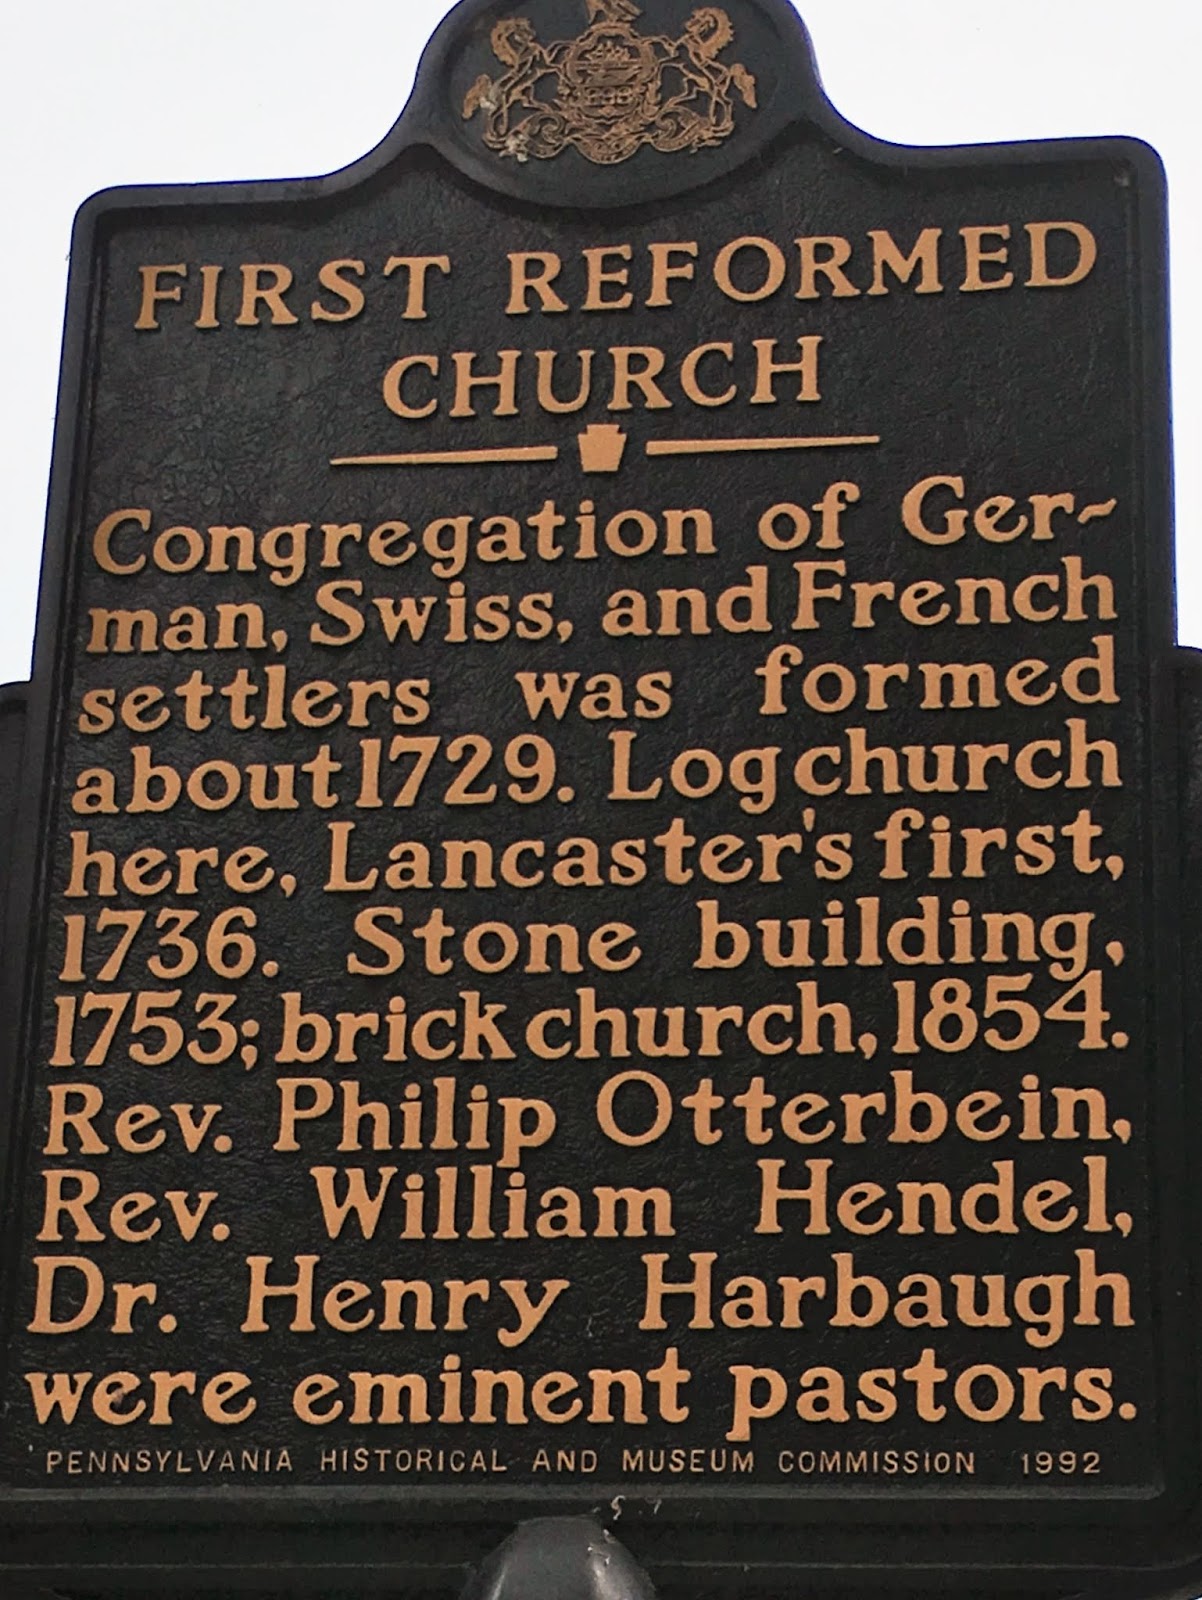 FIRST REFORMED
CHURCH
Congregation of Ger-
man, Swiss, and French
settlers was formed
about 1729. Log church
here, Lancaster's first,
1736. Stone building,
1753; brick church, 1854.
Rev. Philip Otterbein,
Rev. William Hendel,
Dr. Henry Harbaugh
were eminent pastors.
PENNSYLVANIA HISTORICAL AND MUSEUM COMMISSION 1992